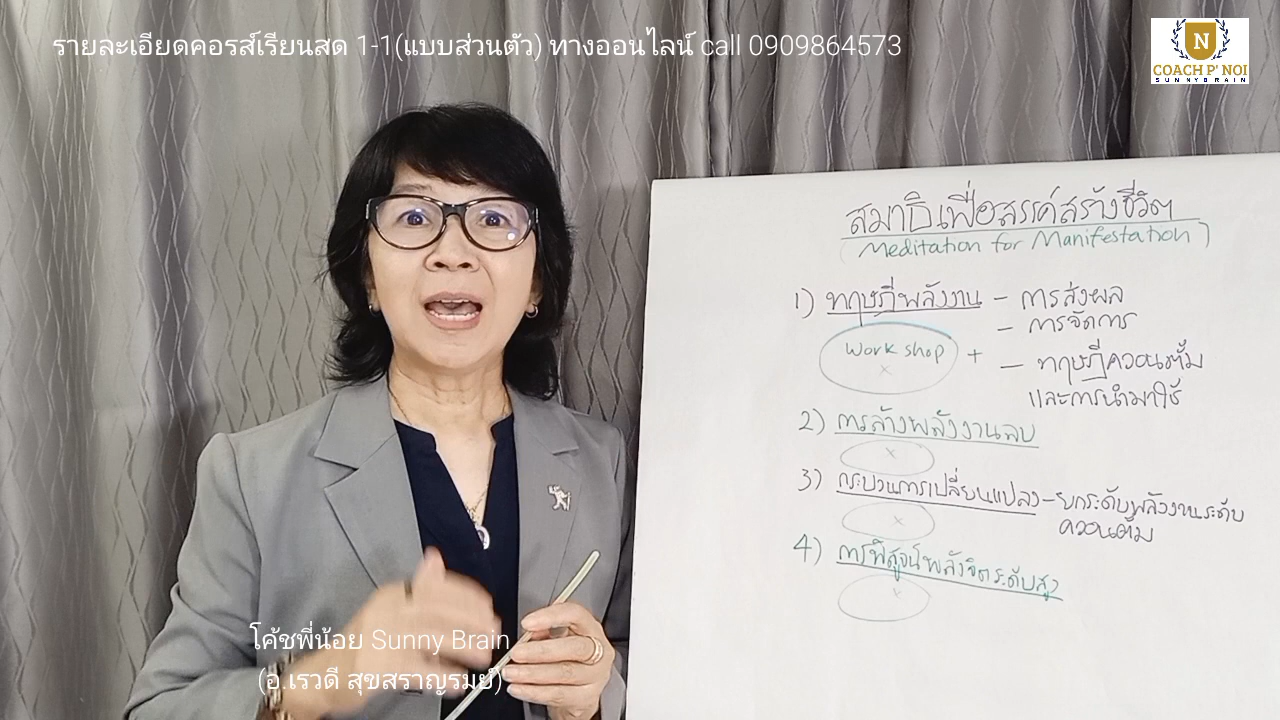 รายละเอียดคอรส์เรียนสด 1-1(แบบส่วนตัว) ทางออนไลน์ call 0909864573
N
COACH P' NOI
SUNNYBRAIN
สมาธิเพื่อสรรค์สร้างชีวิต
(Meditation for Manifestation)
1) ทฤษฎีพลังงาน - การส่งผล
- การจัดการ
Work shop + - ทฤษฎีควอนตั้ม
x และการนำมาใช้
2) การล้างพลังงานลบ
x
3) กระบวนการเปลี่ยนแปลง - ยกระดับพลังงานระดับ
x ควอนตั้ม
4) การพิสูจน์พลังจิตระดับสูง
x
โค้ชพี่น้อย Sunny Brain
(อ.เรวดี สุขสราญรมย์)